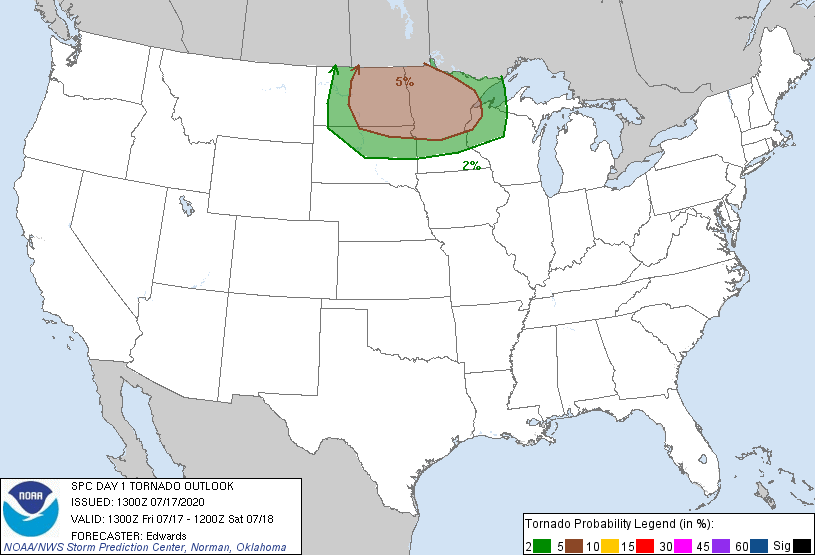 5%
2%
NOAA
SPC DAY 1 TORNADO OUTLOOK
ISSUED: 1300Z 07/17/2020
VALID: 1300Z Fri 07/17 - 1200Z Sat 07/18
FORECASTER: Edwards
NOAA/NWS Storm Prediction Center, Norman, Oklahoma
Tornado Probability Legend (in %):
2 5 10 15 30 45 60 Sig